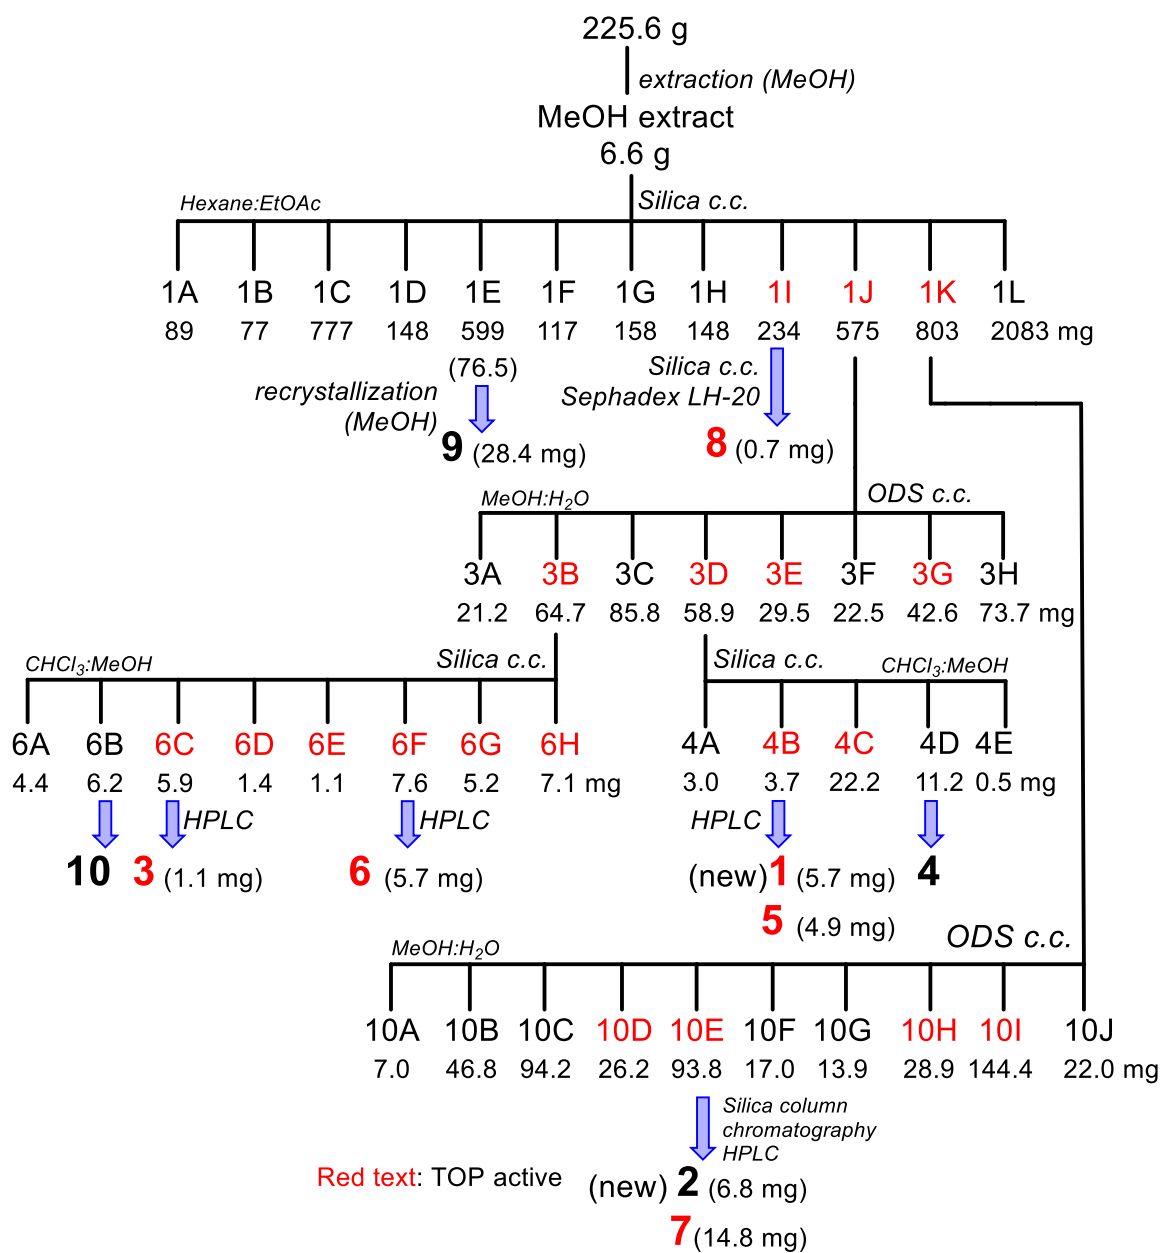 225.6 g
extraction (MeOH)
MeOH extract
6.6 g
Hexane:EtOAc Silica c.c.
1A 1B 1C 1D 1E 1F 1G 1H 1I 1J 1K 1L
89 77 777 148 599 117 158 148 234 575 803 2083 mg
(76.5)
recrystallization
(MeOH)
9 (28.4 mg)
Silica c.c.
Sephadex LH-20
8 (0.7 mg)
MeOH:H2O ODS c.c.
3A 3B 3C 3D 3E 3F 3G 3H
21.2 64.7 85.8 58.9 29.5 22.5 42.6 73.7 mg
CHCl3:MeOH Silica c.c.
6A 6B 6C 6D 6E 6F 6G 6H
4.4 6.2 5.9 1.4 1.1 7.6 5.2 7.1 mg
HPLC HPLC
10 3 (1.1 mg) 6 (5.7 mg)
Silica c.c. CHCl3:MeOH
4A 4B 4C 4D 4E
3.0 3.7 22.2 11.2 0.5 mg
HPLC
(new) 1 (5.7 mg) 4
5 (4.9 mg)
MeOH:H2O ODS c.c.
10A 10B 10C 10D 10E 10F 10G 10H 10I 10J
7.0 46.8 94.2 26.2 93.8 17.0 13.9 28.9 144.4 22.0 mg
Silica column
chromatography
HPLC
Red text: TOP active
(new) 2 (6.8 mg)
7 (14.8 mg)